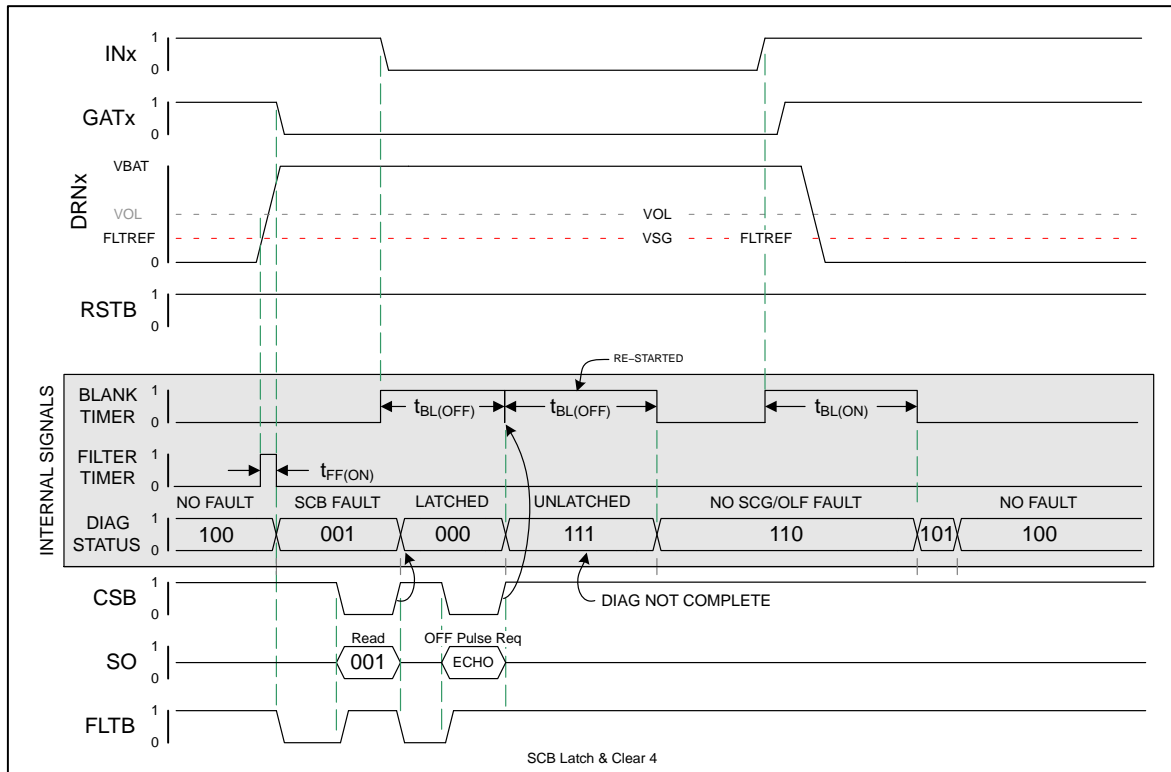 INx
1
0
GATx
1
0
DRNx
VBAT
VOL
FLTREF
0
VOL
VSG
FLTREF
RSTB
1
0
INTERNAL SIGNALS
RE−STARTED
BLANK
TIMER
1
0
tBL(OFF)
tBL(OFF)
tBL(ON)
FILTER
TIMER
1
0
tFF(ON)
NO FAULT
SCB FAULT
LATCHED
UNLATCHED
NO SCG/OLF FAULT
NO FAULT
DIAG
STATUS
1
0
100
001
000
111
110
101
100
CSB
1
0
DIAG NOT COMPLETE
SO
1
0
Read
001
OFF Pulse Req
ECHO
FLTB
1
0
SCB Latch & Clear 4